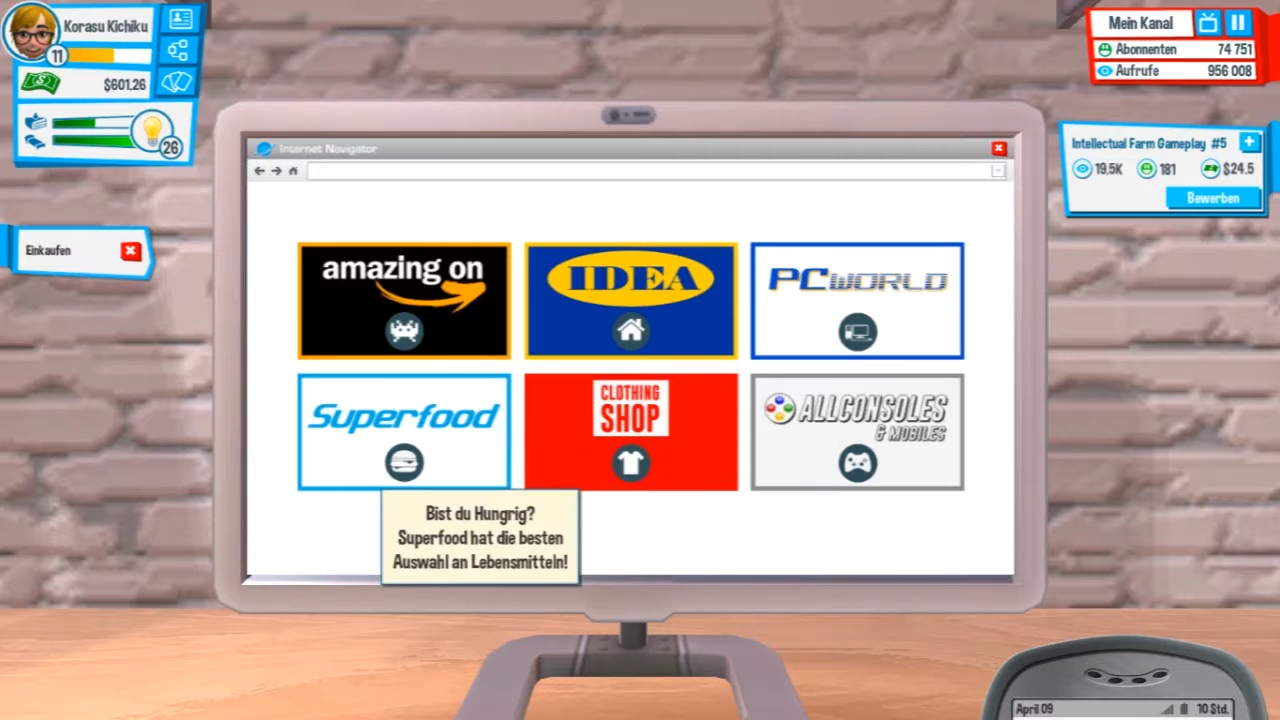 Korasu Kichiku
11
$601.26
26
Einkaufen
Mein Kanal
Abonnenten 74 751
Aufrufe 956 008
Intellectual Farm Gameplay #5
19.5K 181 $24.5
Bewerben
Internet Navigator
amazing on
IDEA
PCWORLD
Superfood
CLOTHING
SHOP
ALLCONSOLES
& MOBILES
Bist du Hungrig?
Superfood hat die besten
Auswahl an Lebensmitteln!
April 09 10 Std.